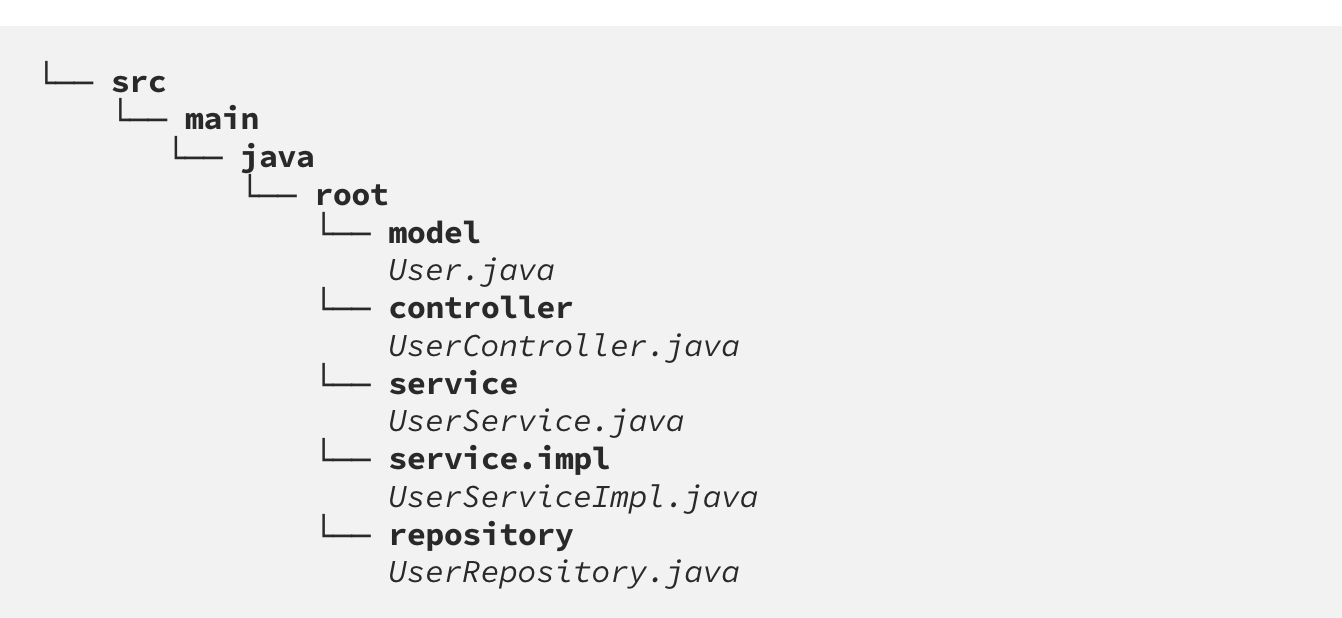 └── src
└── main
└── java
└── root
└── model
User.java
└── controller
UserController.java
└── service
UserService.java
└── service.impl
UserServiceImpl.java
└── repository
UserRepository.java